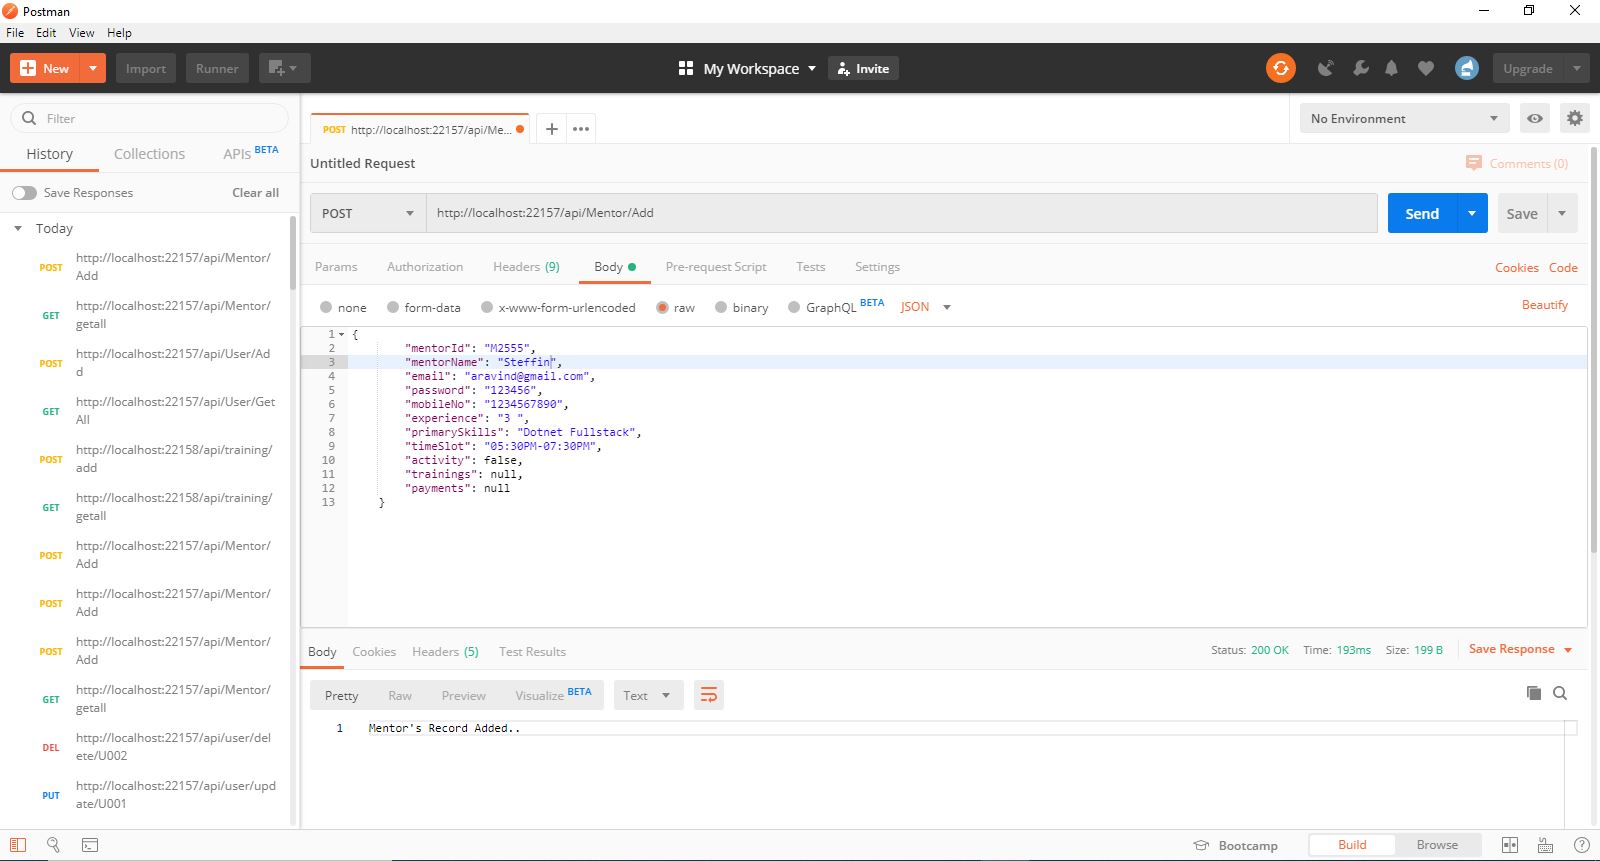 Postman
File Edit View Help
New Import Runner My Workspace Invite Upgrade
Filter
History Collections APIs BETA
Save Responses Clear all
Today
POST http://localhost:22157/api/Mentor/
Add
GET http://localhost:22157/api/Mentor/
getall
POST http://localhost:22157/api/User/Ad
d
GET http://localhost:22157/api/User/Get
All
POST http://localhost:22158/api/training/
add
GET http://localhost:22158/api/training/
getall
POST http://localhost:22157/api/Mentor/
Add
POST http://localhost:22157/api/Mentor/
Add
POST http://localhost:22157/api/Mentor/
Add
GET http://localhost:22157/api/Mentor/
getall
DEL http://localhost:22157/api/user/del
ete/U002
PUT http://localhost:22157/api/user/upd
ate/U001
POST http://localhost:22157/api/Me... + ••• No Environment
Untitled Request Comments (0)
POST http://localhost:22157/api/Mentor/Add Send Save
Params Authorization Headers (9) Body Pre-request Script Tests Settings Cookies Code
none form-data x-www-form-urlencoded raw binary GraphQL BETA JSON Beautify
1 {
2 "mentorId": "M2555",
3 "mentorName": "Steffin",
4 "email": "aravind@gmail.com",
5 "password": "123456",
6 "mobileNo": "1234567890",
7 "experience": "3 ",
8 "primarySkills": "Dotnet Fullstack",
9 "timeSlot": "05:30PM-07:30PM",
10 "activity": false,
11 "trainings": null,
12 "payments": null
13 }
Body Cookies Headers (5) Test Results Status: 200 OK Time: 193ms Size: 199 B Save Response
Pretty Raw Preview Visualize BETA Text
1 Mentor's Record Added..
Bootcamp Build Browse